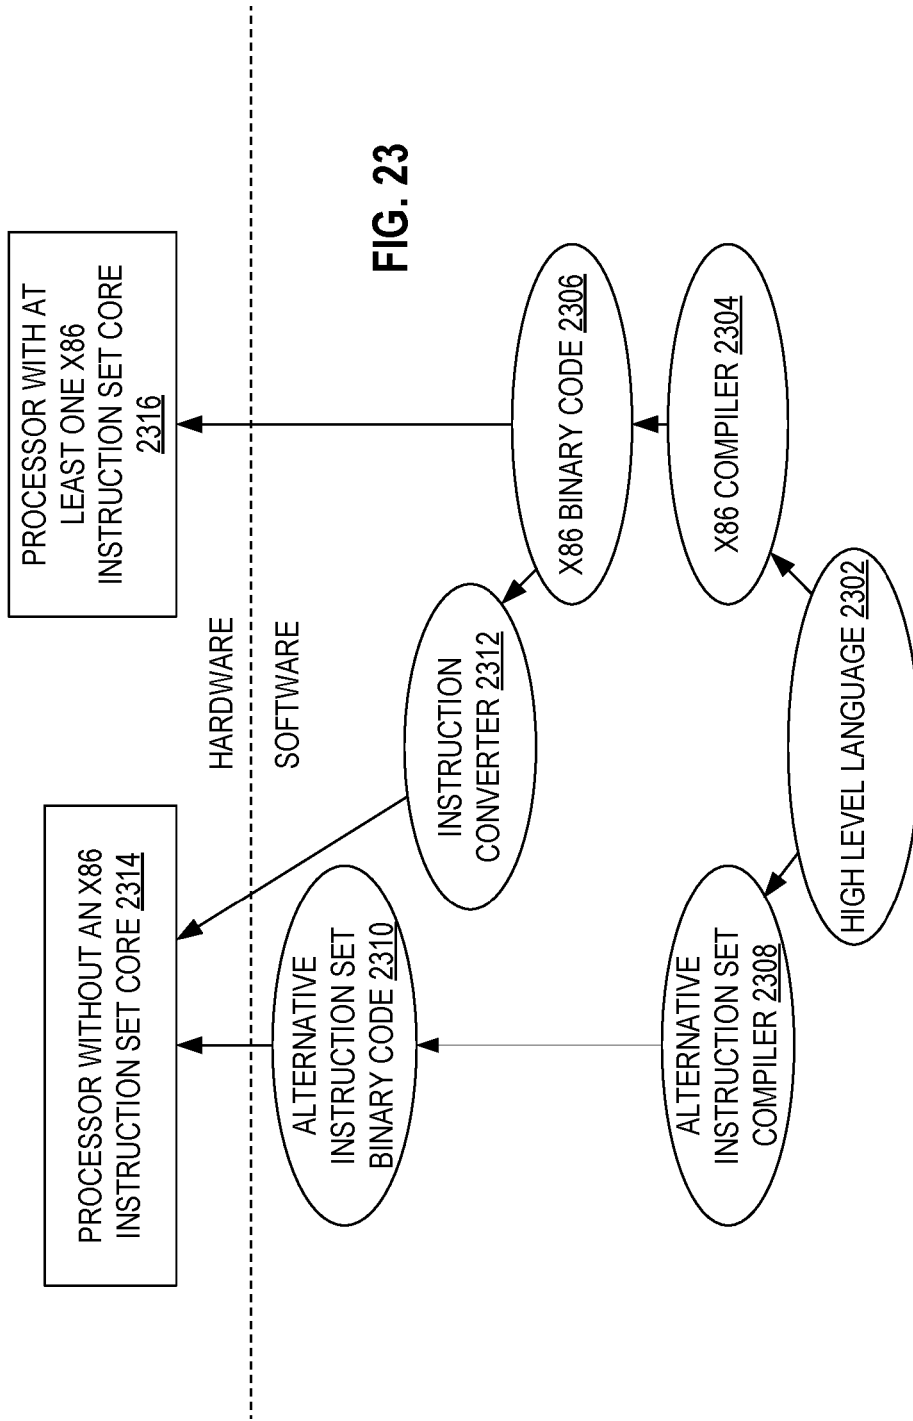 PROCESSOR WITHOUT AN X86
INSTRUCTION SET CORE 2314
PROCESSOR WITH AT
LEAST ONE X86
INSTRUCTION SET CORE
2316
HARDWARE
SOFTWARE
ALTERNATIVE
INSTRUCTION SET
BINARY CODE 2310
INSTRUCTION
CONVERTER 2312
FIG. 23
X86 BINARY CODE 2306
ALTERNATIVE
INSTRUCTION SET
COMPILER 2308
X86 COMPILER 2304
HIGH LEVEL LANGUAGE 2302